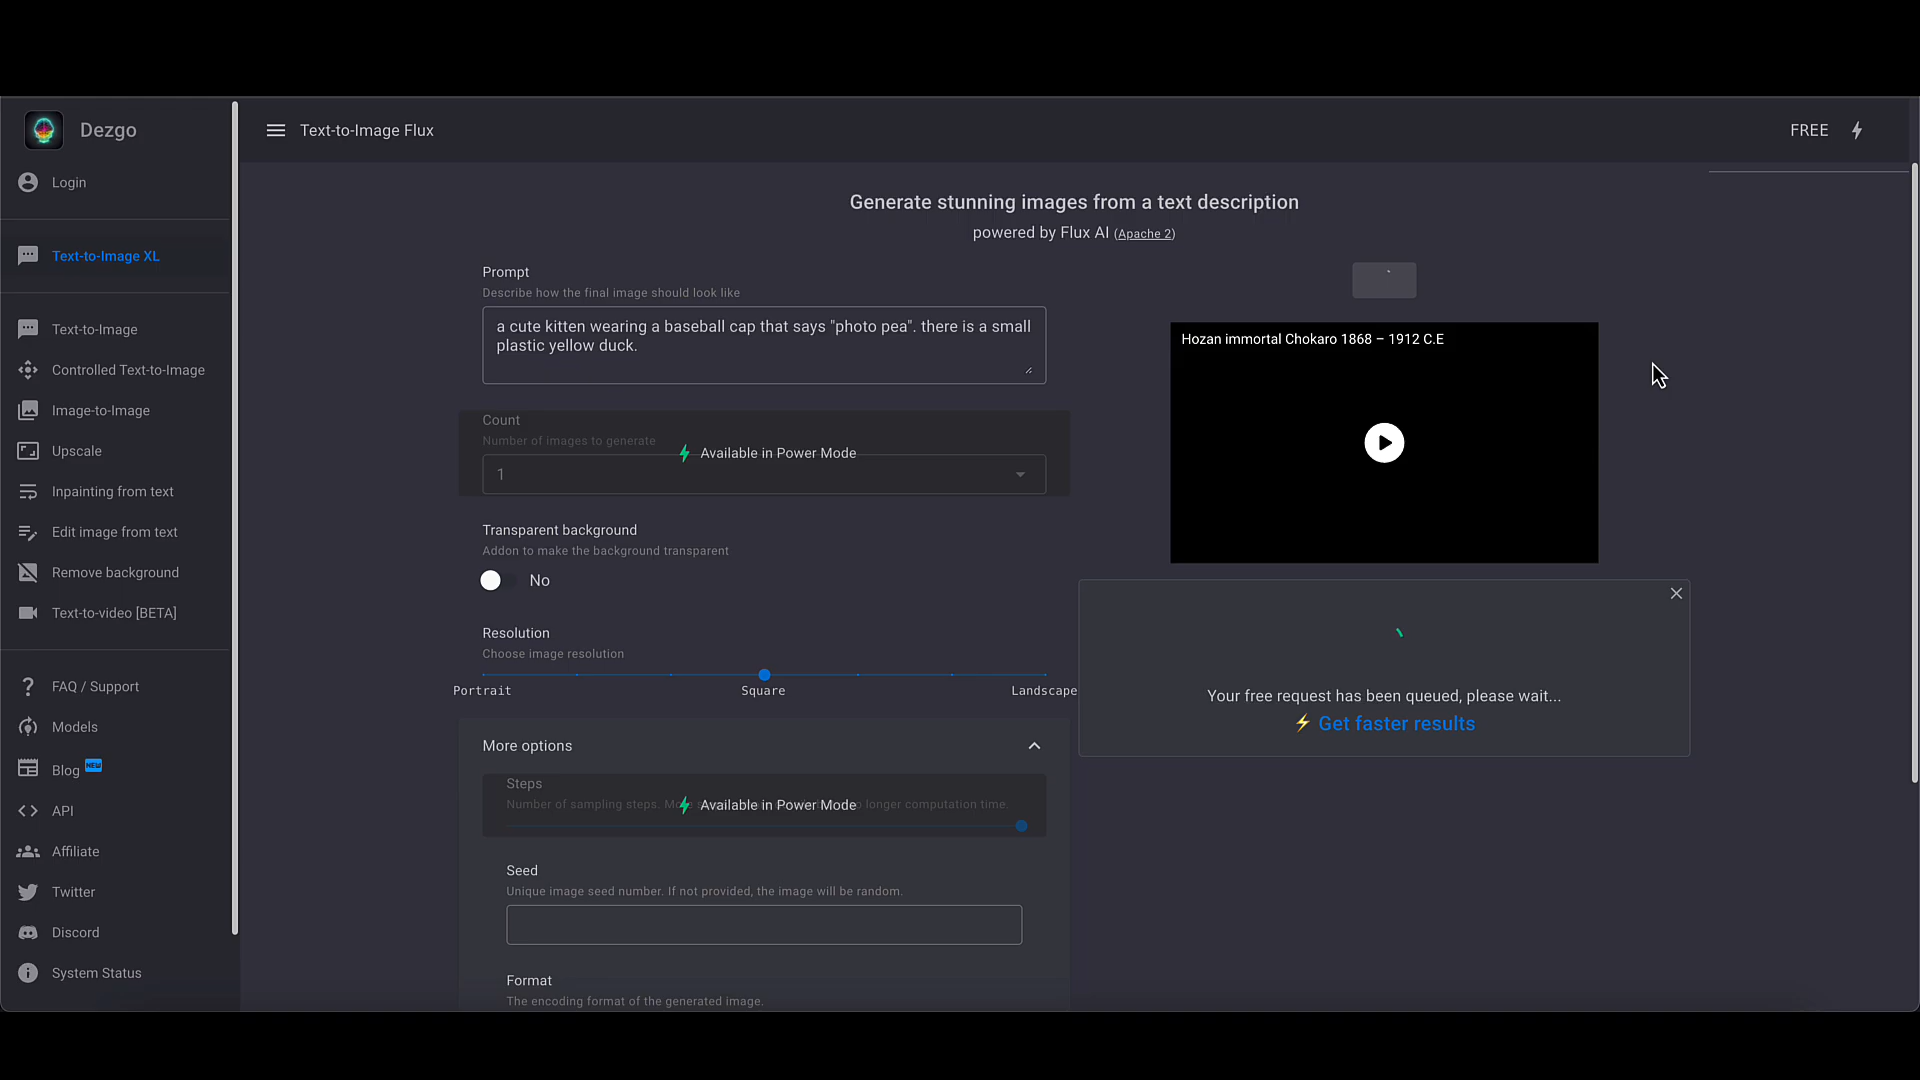 Dezgo
Login
Text-to-Image XL
Text-to-Image
Controlled Text-to-Image
Image-to-Image
Upscale
Inpainting from text
Edit image from text
Remove background
Text-to-video [BETA]
FAQ / Support
Models
Blog NEW
API
Affiliate
Twitter
Discord
System Status
Text-to-Image Flux
FREE
Generate stunning images from a text description
powered by Flux AI (Apache 2)
Prompt
Describe how the final image should look like
a cute kitten wearing a baseball cap that says "photo pea". there is a small
plastic yellow duck.
Count
Number of images to generate
Available in Power Mode
1
Transparent background
Addon to make the background transparent
No
Resolution
Choose image resolution
Portrait
Square
Landscape
More options
Steps
Number of sampling steps.
Available in Power Mode
longer computation time.
Seed
Unique image seed number. If not provided, the image will be random.
Format
The encoding format of the generated image.
Hozan immortal Chokaro 1868 – 1912 C.E
Your free request has been queued, please wait...
⚡ Get faster results